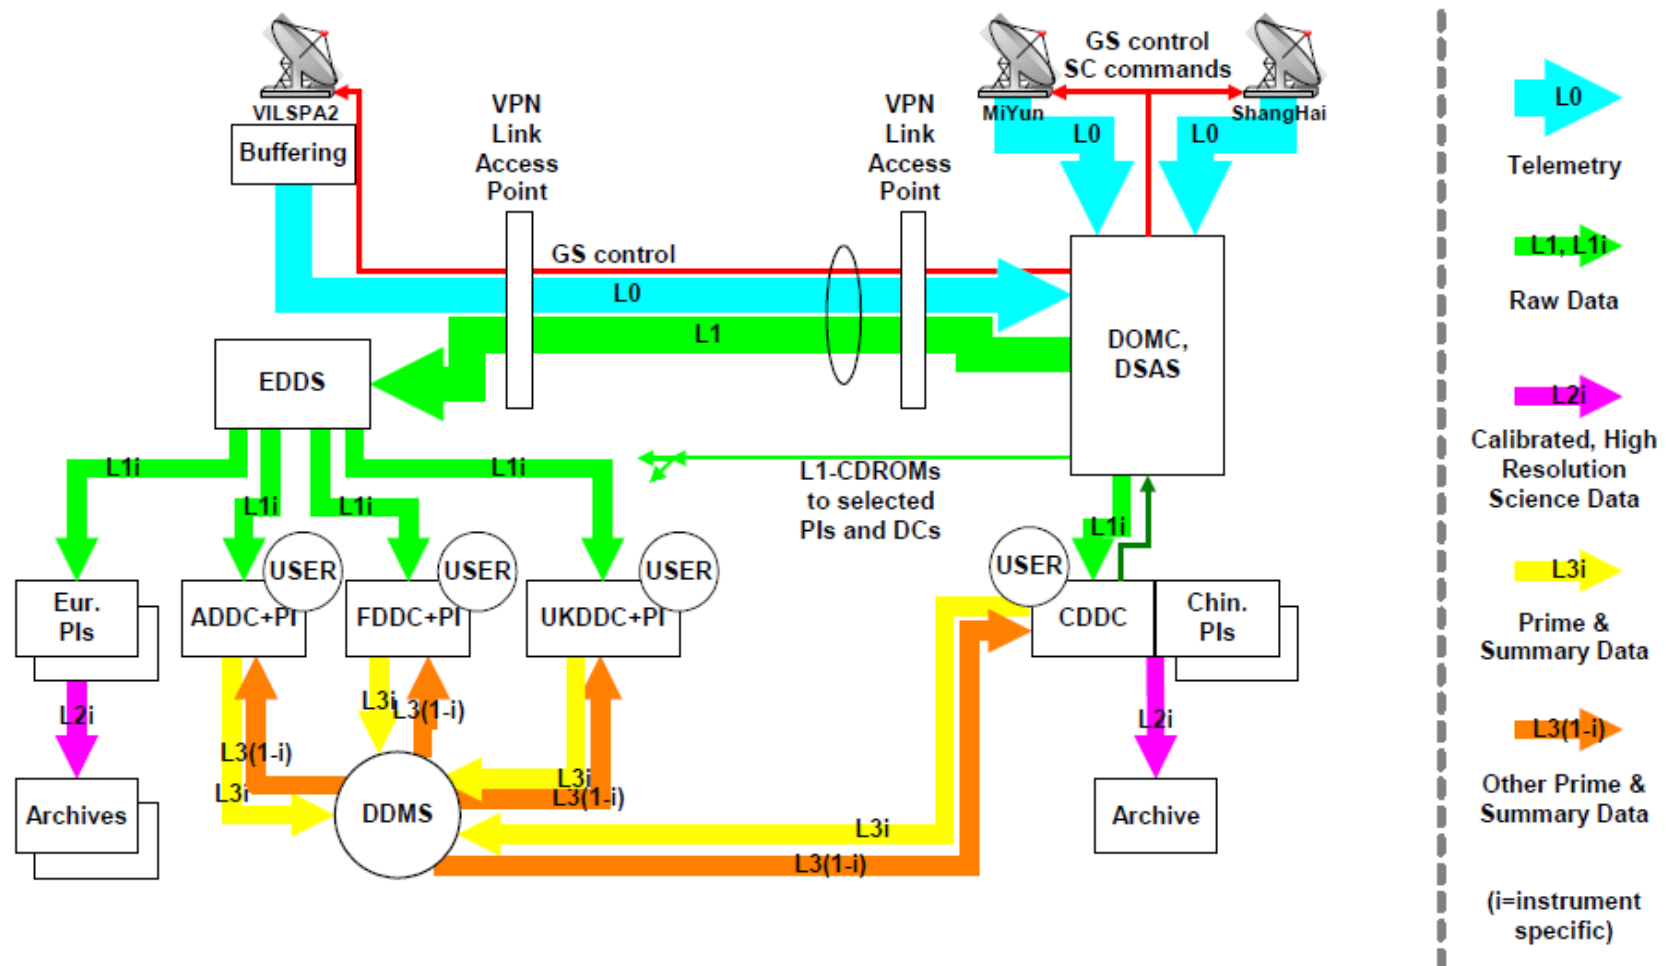 GS control
SC commands
VILSPA2
Buffering
VPN
Link
Access
Point
VPN
Link
Access
Point
MiYun
ShangHai
L0
L0
GS control
L0
L1
DOMC,
DSAS
EDDS
L1i
L1i
L1i
L1i
L1-CDROMs
to selected
PIs and DCs
L1i
USER
USER
USER
USER
Eur.
PIs
ADDC+PI
FDDC+PI
UKDDC+PI
CDDC
Chin.
PIs
L2i
L3i
L3(1-i)
L3(1-i)
L3i
L3i
L3(1-i)
L2i
Archives
DDMS
L3i
L3(1-i)
Archive
L0
Telemetry
L1, L1i
Raw Data
L2i
Calibrated, High
Resolution
Science Data
L3i
Prime &
Summary Data
L3(1-i)
Other Prime &
Summary Data
(i=instrument
specific)